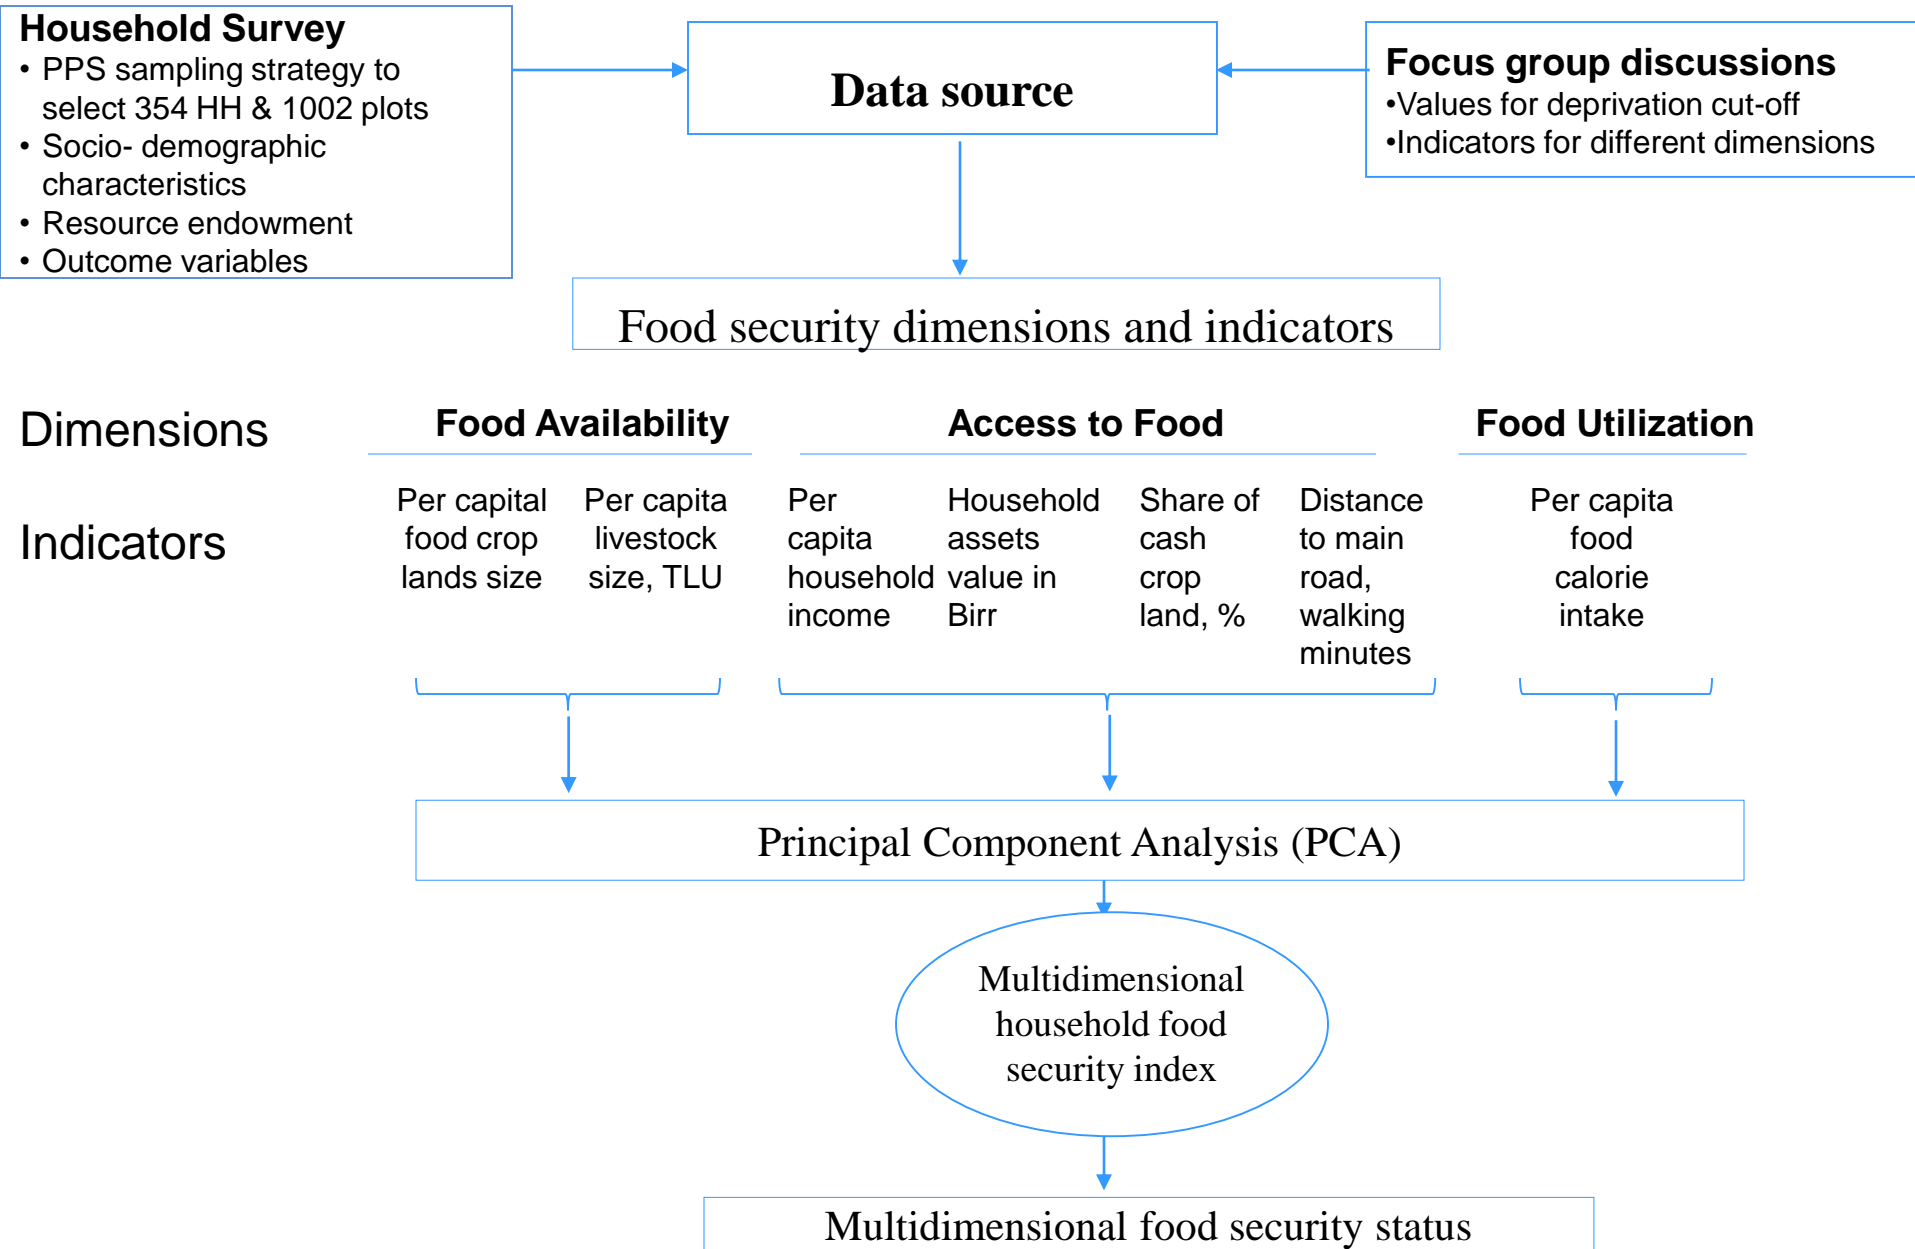 Household Survey
• PPS sampling strategy to
select 354 HH & 1002 plots
• Socio- demographic
characteristics
• Resource endowment
• Outcome variables
Data source
Focus group discussions
•Values for deprivation cut-off
•Indicators for different dimensions
Food security dimensions and indicators
Dimensions
Food Availability
Access to Food
Food Utilization
Indicators
Per capital
food crop
lands size
Per capita
livestock
size, TLU
Per
capita
household
income
Household
assets
value in
Birr
Share of
cash
crop
land, %
Distance
to main
road,
walking
minutes
Per capita
food
calorie
intake
Principal Component Analysis (PCA)
Multidimensional
household food
security index
Multidimensional food security status